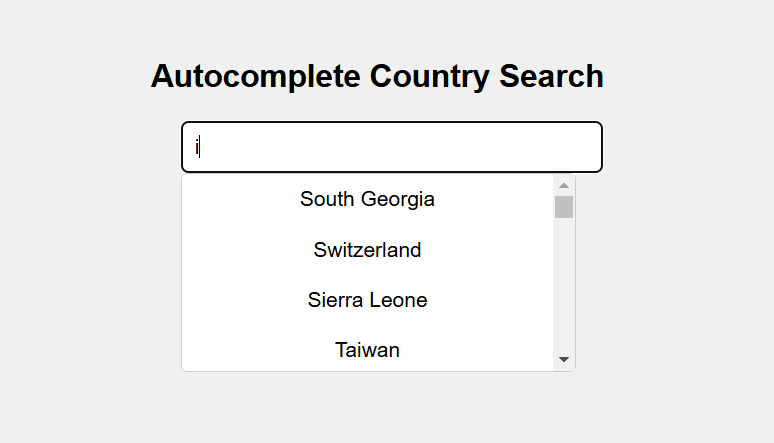 Autocomplete Country Search
i
South Georgia
Switzerland
Sierra Leone
Taiwan